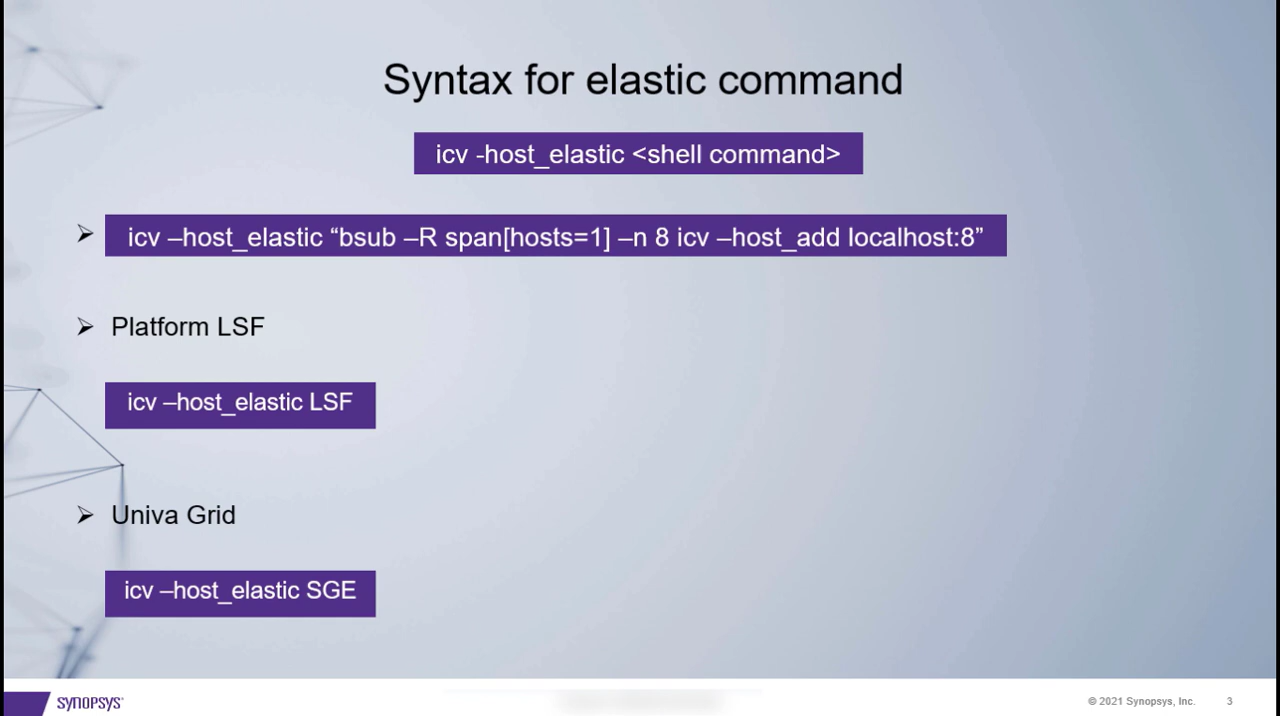 Syntax for elastic command
icv -host_elastic <shell command>
➢ icv –host_elastic “bsub –R span[hosts=1] –n 8 icv –host_add localhost:8”
➢ Platform LSF
icv –host_elastic LSF
➢ Univa Grid
icv –host_elastic SGE
SYNOPSYS®
© 2021 Synopsys, Inc. 3